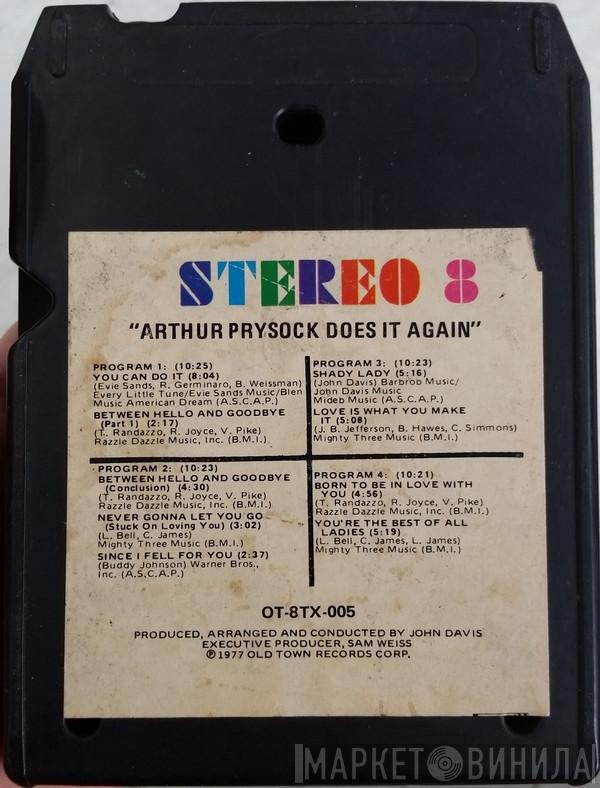 STEREO 8
"ARTHUR PRYSOCK DOES IT AGAIN"
PROGRAM 1: (10:25)
YOU CAN DO IT (8:04)
(Evie Sands, R. Germinaro, B. Weissman)
Every Little Tune/Evie Sands Music/Blen
Music American Dream (A.S.C.A.P.)
BETWEEN HELLO AND GOODBYE
(Part 1) (2:17)
(T. Randazzo, R. Joyce, V. Pike)
Razzle Dazzle Music, Inc. (B.M.I.)
PROGRAM 2: (10:23)
BETWEEN HELLO AND GOODBYE
(Conclusion) (4:30)
(T. Randazzo, R. Joyce, V. Pike)
Razzle Dazzle Music, Inc. (B.M.I.)
NEVER GONNA LET YOU GO
(Stuck On Loving You) (3:02)
(L. Bell, C. James)
Mighty Three Music (B.M.I.)
SINCE I FELL FOR YOU (2:37)
(Buddy Johnson) Warner Bros.,
Inc. (A.S.C.A.P.)
PROGRAM 3: (10:23)
SHADY LADY (5:16)
(John Davis) Barbrob Music/
John Davis Music
Mideb Music (A.S.C.A.P.)
LOVE IS WHAT YOU MAKE
IT (5:08)
(J. B. Jefferson, B. Hawes, C. Simmons)
Mighty Three Music (B.M.I.)
PROGRAM 4: (10:21)
BORN TO BE IN LOVE WITH
YOU (4:56)
(T. Randazzo, R. Joyce, V. Pike)
Razzle Dazzle Music, Inc. (B.M.I.)
YOU'RE THE BEST OF ALL
LADIES (5:19)
(L. Bell, C. James, L. James)
Mighty Three Music (B.M.I.)
OT-8TX-005
PRODUCED, ARRANGED AND CONDUCTED BY JOHN DAVIS
EXECUTIVE PRODUCER, SAM WEISS
℗ 1977 OLD TOWN RECORDS CORP.
МАРКЕТ ВИНИЛА